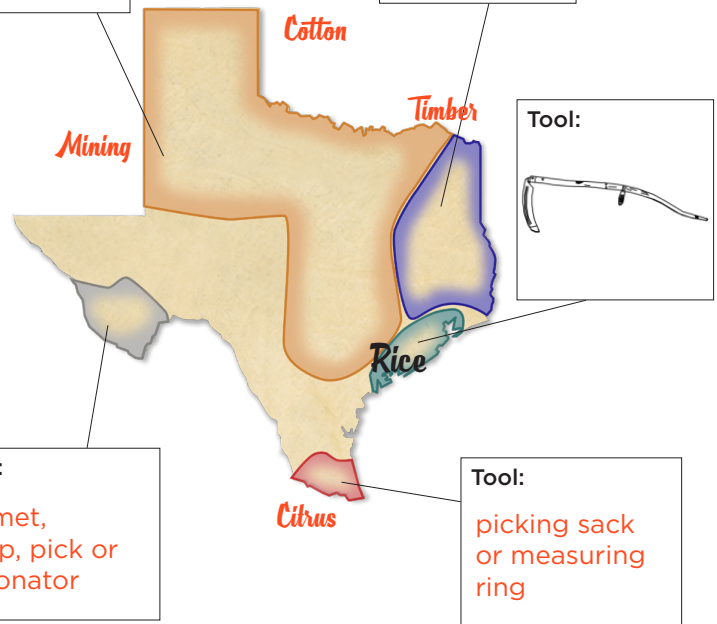 Cotton
Timber
Mining
Tool:
Rice
Citrus
:
met,
p, pick or
onator
Tool:
picking sack
or measuring
ring